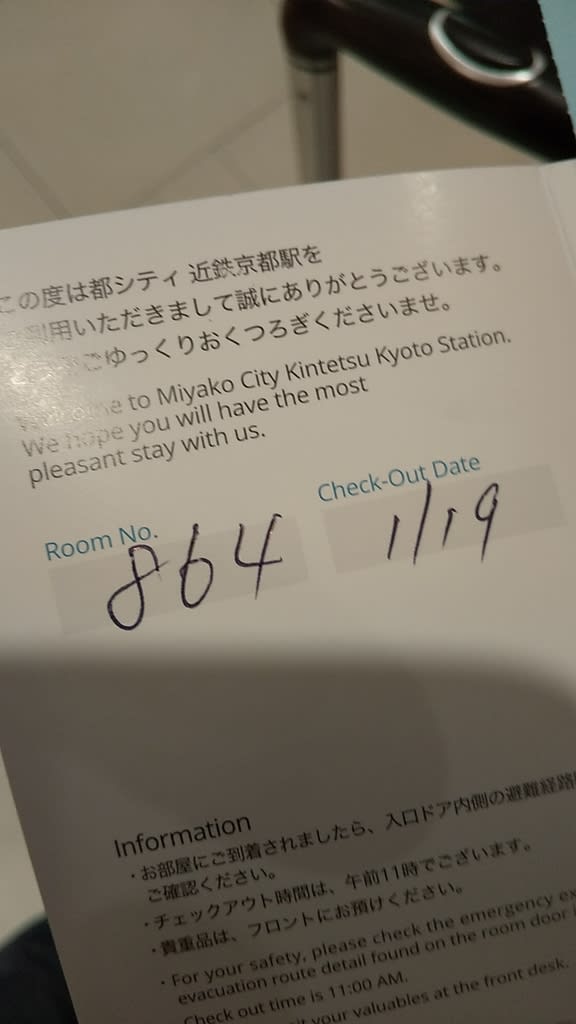 この度は都シティ 近鉄京都駅を
利用いただきまして誠にありがとうございます。
ごゆっくりおくつろぎくださいませ。
Welcome to Miyako City Kintetsu Kyoto Station.
We hope you will have the most
pleasant stay with us.
Room No.
864
Check-Out Date
1/19
Information
・お部屋にご到着されましたら、入口ドア内側の避難経路
ご確認ください。
・チェックアウト時間は、午前11時でございます。
・貴重品は、フロントにお預けください。
・For your safety, please check the emergency
evacuation route detail found on the room door
Check out time is 11:00 AM.
your valuables at the front desk.